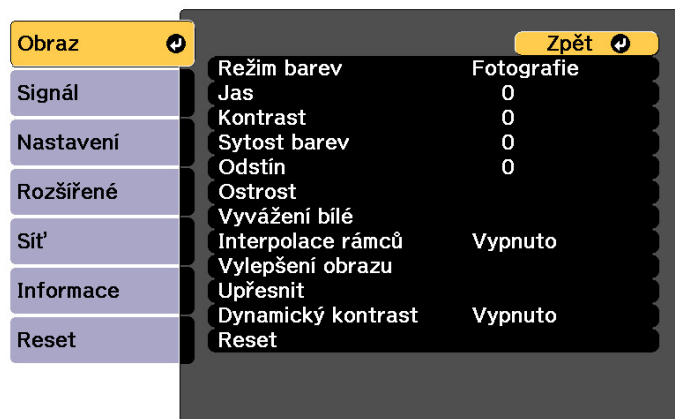 Obraz
Signál
Nastavení
Rozšířené
Síť
Informace
Reset
Zpět
Režim barev Fotografie
Jas 0
Kontrast 0
Sytost barev 0
Odstín 0
Ostrost
Vyvážení bílé
Interpolace rámců Vypnuto
Vylepšení obrazu
Upřesnit
Dynamický kontrast Vypnuto
Reset